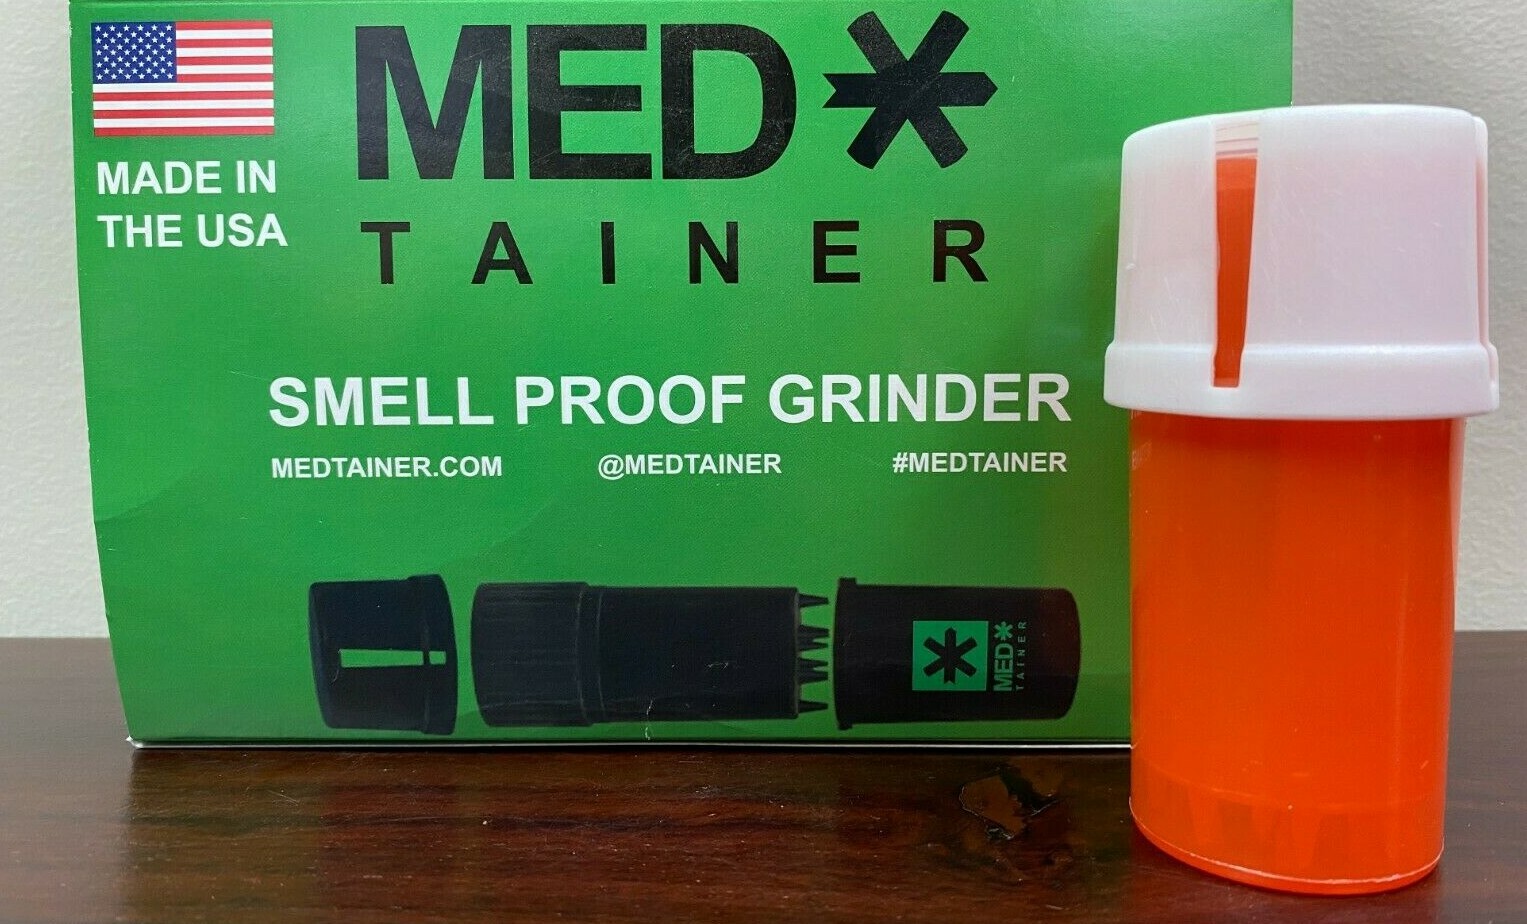 MED
TAINER
MADE IN
THE USA
SMELL PROOF GRINDER
MEDTAINER.COM @MEDTAINER #MEDTAINER
MED
TAINER